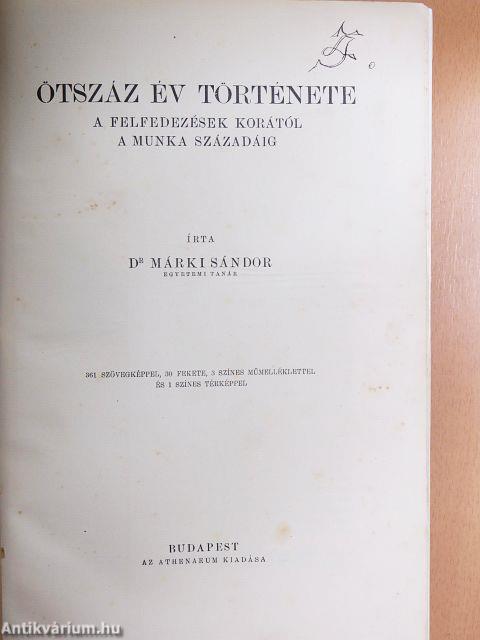 ÖTSZÁZ ÉV TÖRTÉNETE
A FELFEDEZÉSEK KORÁTÓL
A MUNKA SZÁZADÁIG
ÍRTA
DR MÁRKI SÁNDOR
EGYETEMI TANÁR
361 SZÖVEGKÉPPEL, 30 FEKETE, 3 SZÍNES MŰMELLÉKLETTEL
ÉS 1 SZÍNES TÉRKÉPPEL
BUDAPEST
AZ ATHENAEUM KIADÁSA
Antikvárium.hu